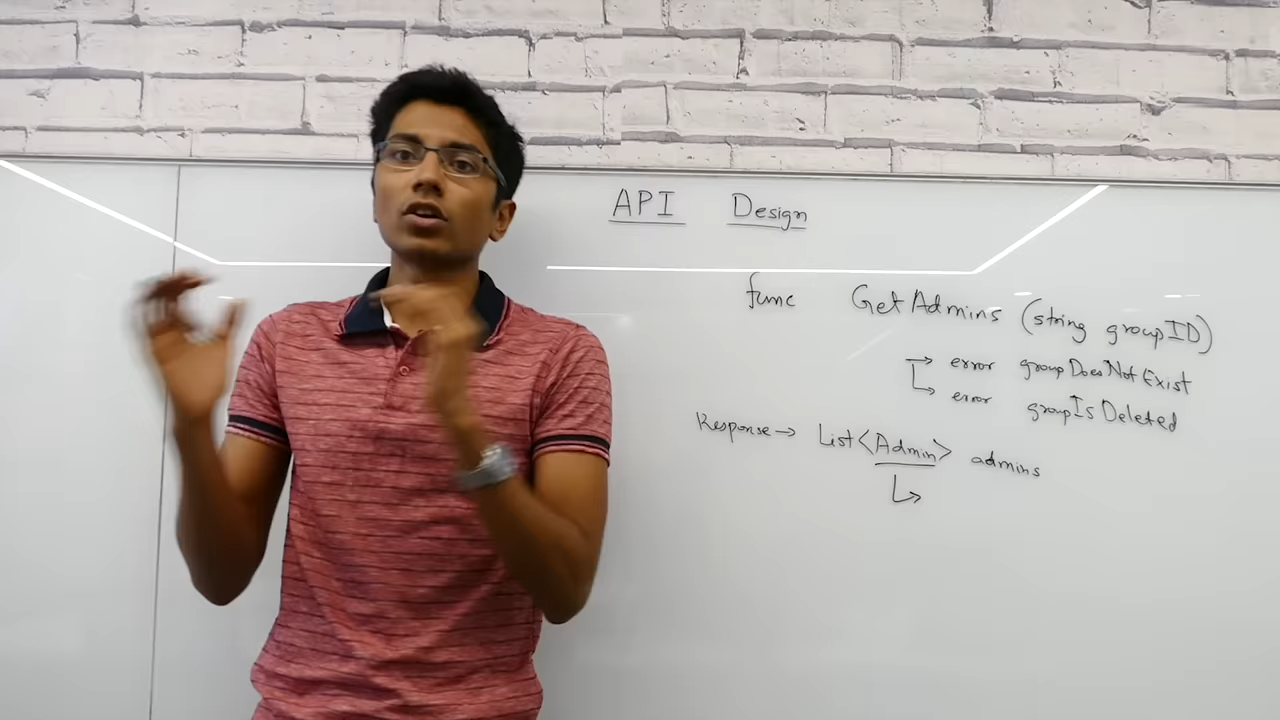 API Design
func GetAdmins (string groupID)
→ error groupDoesNotExist
↳ error groupIsDeleted
Response → List<Admin> admins
↳